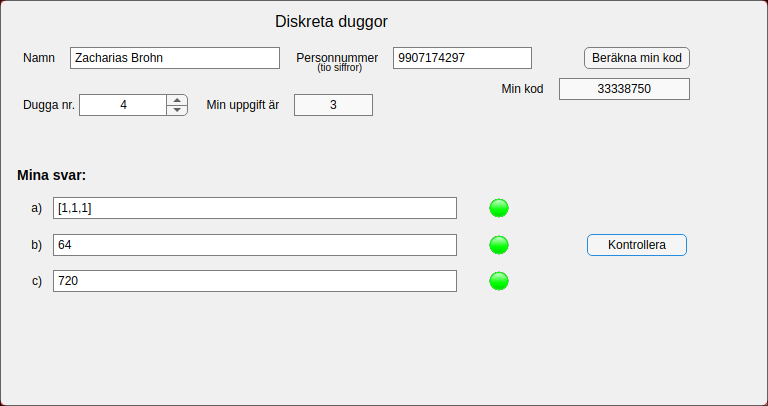 Diskreta duggor
Namn Zacharias Brohn Personnummer 9907174297 Beräkna min kod
(tio siffror)
Min kod 33338750
Dugga nr. 4 Min uppgift är 3
Mina svar:
a) [1,1,1]
b) 64 Kontrollera
c) 720